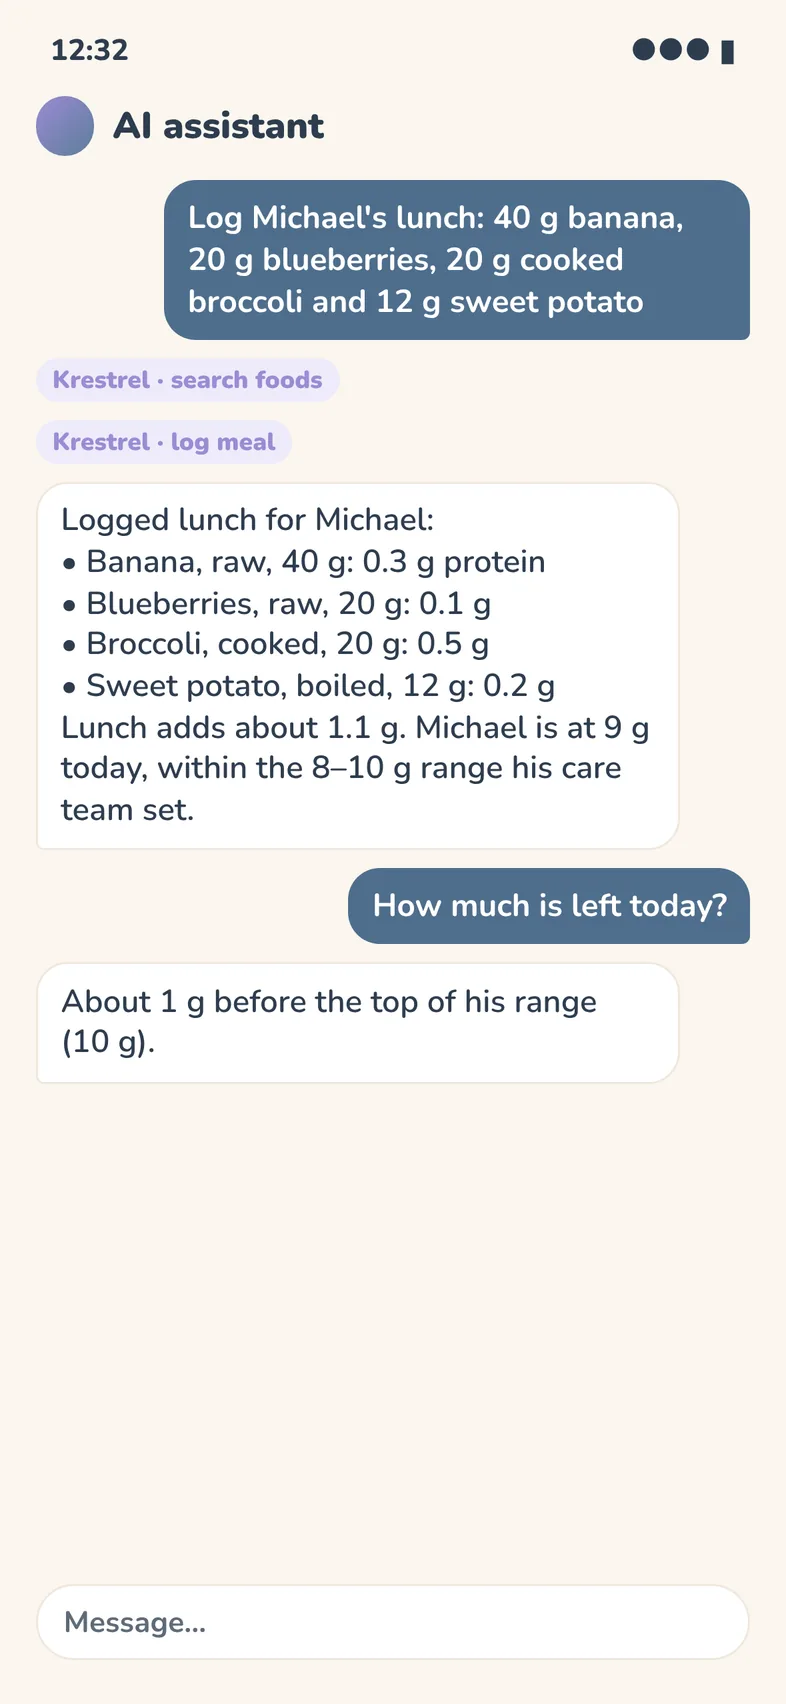 12:32
AI assistant
Log Michael's lunch: 40 g banana,
20 g blueberries, 20 g cooked
broccoli and 12 g sweet potato
Krestrel · search foods
Krestrel · log meal
Logged lunch for Michael:
• Banana, raw, 40 g: 0.3 g protein
• Blueberries, raw, 20 g: 0.1 g
• Broccoli, cooked, 20 g: 0.5 g
• Sweet potato, boiled, 12 g: 0.2 g
Lunch adds about 1.1 g. Michael is at 9 g
today, within the 8–10 g range his care
team set.
How much is left today?
About 1 g before the top of his range
(10 g).
Message...